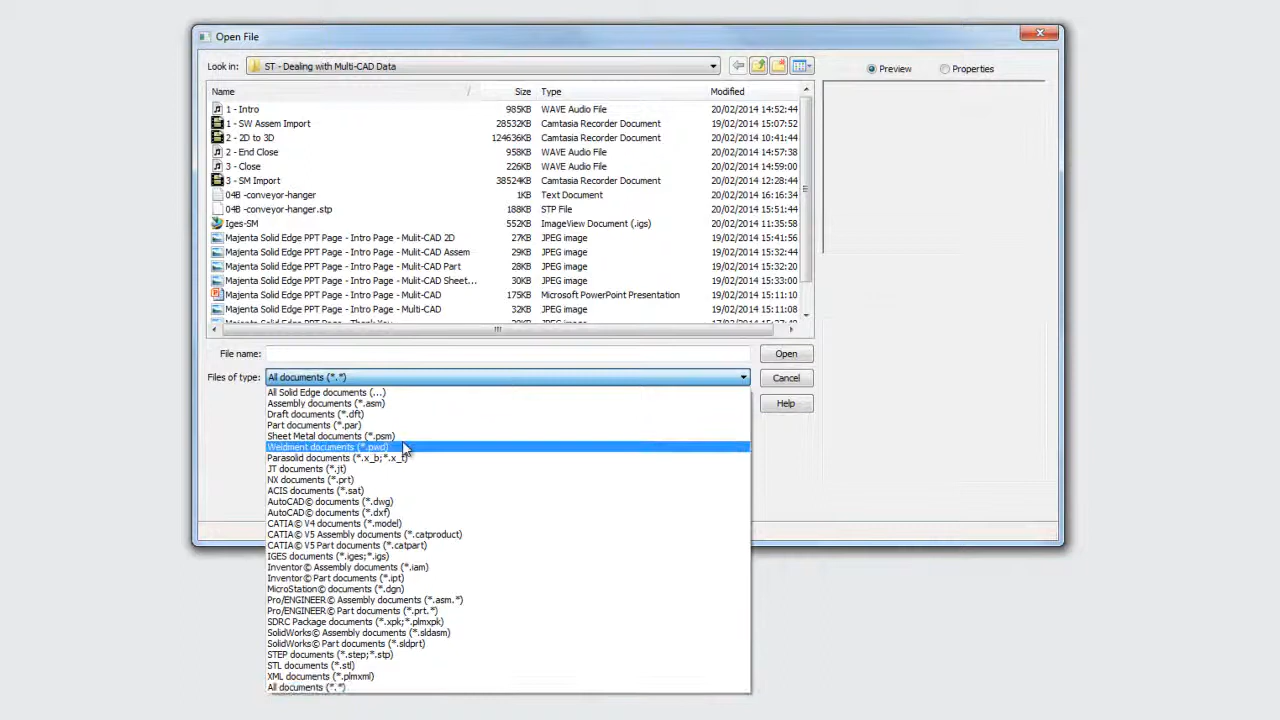 Open File
Look in: ST - Dealing with Multi-CAD Data
Preview Properties
Name Size Type Modified
1 - Intro 985KB WAVE Audio File 20/02/2014 14:52:44
1 - SW Assem Import 28532KB Camtasia Recorder Document 19/02/2014 15:07:52
2 - 2D to 3D 124636KB Camtasia Recorder Document 20/02/2014 10:41:44
2 - End Close 958KB WAVE Audio File 20/02/2014 14:57:38
3 - Close 226KB WAVE Audio File 20/02/2014 14:59:00
3 - SM Import 38524KB Camtasia Recorder Document 20/02/2014 12:28:44
04B -conveyor-hanger 1KB Text Document 20/02/2014 16:16:34
04B -conveyor-hanger.stp 188KB STP File 20/02/2014 15:51:44
Iges-SM 552KB ImageView Document (.igs) 20/02/2014 11:35:58
Majenta Solid Edge PPT Page - Intro Page - Mulit-CAD 2D 27KB JPEG image 19/02/2014 15:41:56
Majenta Solid Edge PPT Page - Intro Page - Mulit-CAD Assem 29KB JPEG image 19/02/2014 15:32:44
Majenta Solid Edge PPT Page - Intro Page - Mulit-CAD Part 28KB JPEG image 19/02/2014 15:32:20
Majenta Solid Edge PPT Page - Intro Page - Mulit-CAD Sheet... 30KB JPEG image 19/02/2014 15:33:00
Majenta Solid Edge PPT Page - Intro Page - Mulit-CAD 175KB Microsoft PowerPoint Presentation 19/02/2014 15:11:10
Majenta Solid Edge PPT Page - Intro Page - Multi-CAD 32KB JPEG image 19/02/2014 15:11:08
File name: Open
Files of type: All documents (*.*) Cancel
Help
All Solid Edge documents (...)
Assembly documents (*.asm)
Draft documents (*.dft)
Part documents (*.par)
Sheet Metal documents (*.psm)
Weldment documents (*.pwd)
Parasolid documents (*.x_b;*.x_t)
JT documents (*.jt)
NX documents (*.prt)
ACIS documents (*.sat)
AutoCAD© documents (*.dwg)
AutoCAD© documents (*.dxf)
CATIA© V4 documents (*.model)
CATIA© V5 Assembly documents (*.catproduct)
CATIA© V5 Part documents (*.catpart)
IGES documents (*.iges;*.igs)
Inventor© Assembly documents (*.iam)
Inventor© Part documents (*.ipt)
MicroStation© documents (*.dgn)
Pro/ENGINEER© Assembly documents (*.asm.*)
Pro/ENGINEER© Part documents (*.prt.*)
SDRC Package documents (*.xpk;*.plmxpk)
SolidWorks© Assembly documents (*.sldasm)
SolidWorks© Part documents (*.sldprt)
STEP documents (*.step;*.stp)
STL documents (*.stl)
XML documents (*.plmxml)
All documents (*.*)